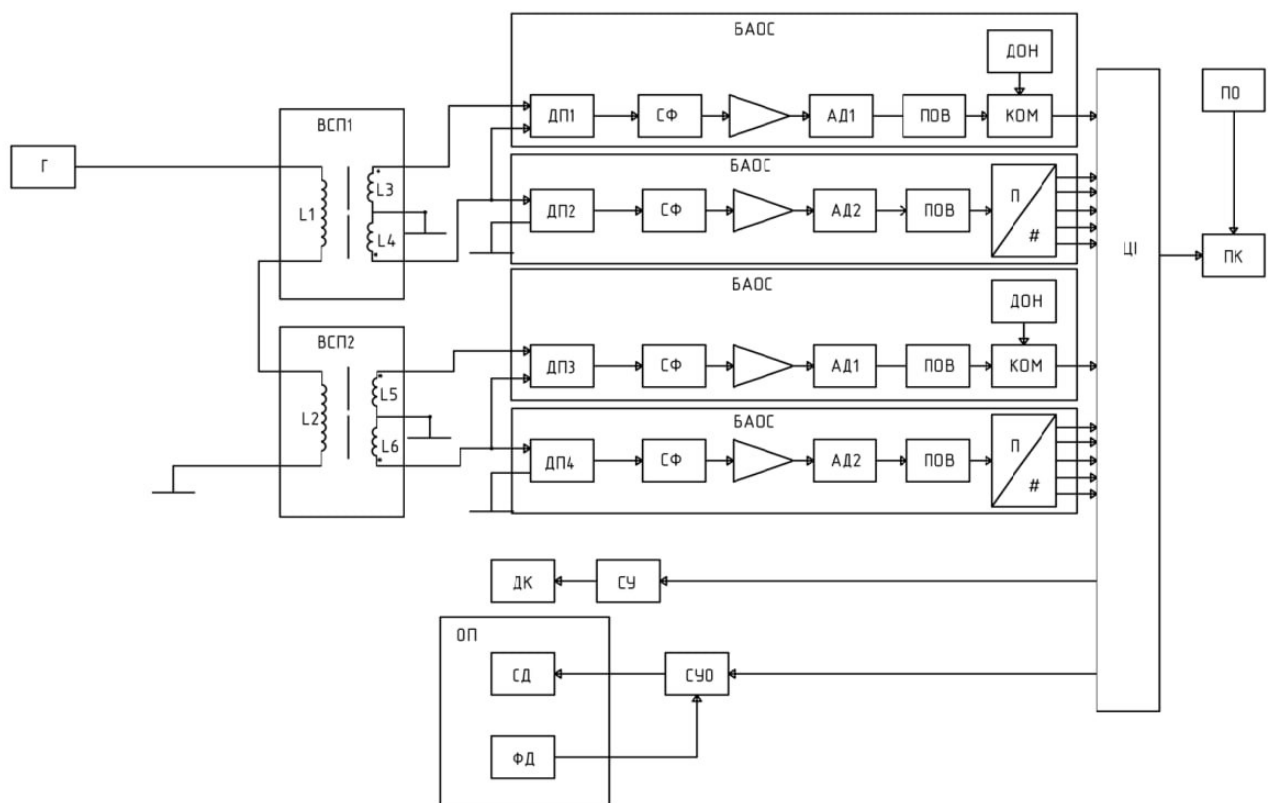 БАОС
ДОН
ДП1 СФ АД1 ПОВ КОМ
ПО
ВСП1
Г
L3
L1
L4
БАОС
ДП2 СФ АД2 ПОВ П
#
ЦІ
ПК
БАОС
ДОН
ДП3 СФ АД1 ПОВ КОМ
ВСП2
L5
L2
L6
БАОС
ДП4 СФ АД2 ПОВ П
#
ДК СУ
ОП
СД СУО
ФД